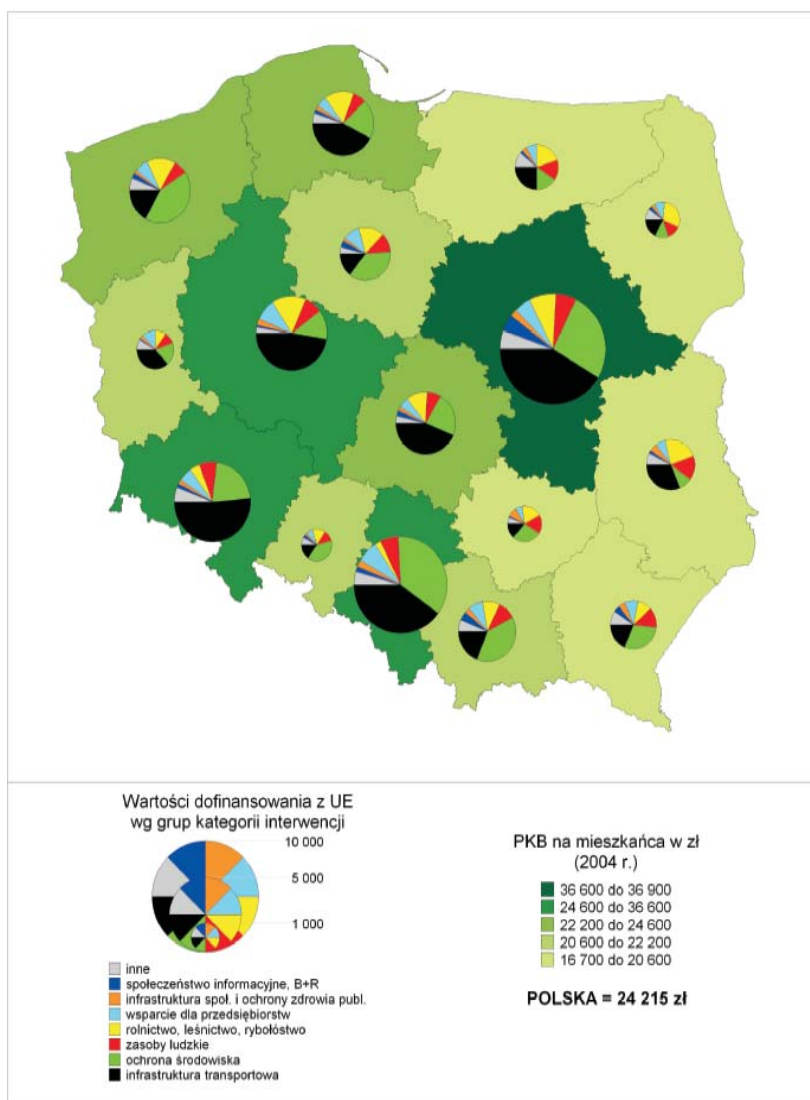 Wartości dofinansowania z UE
wg grup kategorii interwencji
10 000
5 000
1 000
inne
społeczeństwo informacyjne, B+R
infrastruktura społ. i ochrony zdrowia publ.
wsparcie dla przedsiębiorstw
rolnictwo, leśnictwo, rybołóstwo
zasoby ludzkie
ochrona środowiska
infrastruktura transportowa
PKB na mieszkańca w zł
(2004 r.)
36 600 do 36 900
24 600 do 36 600
22 200 do 24 600
20 600 do 22 200
16 700 do 20 600
POLSKA = 24 215 zł